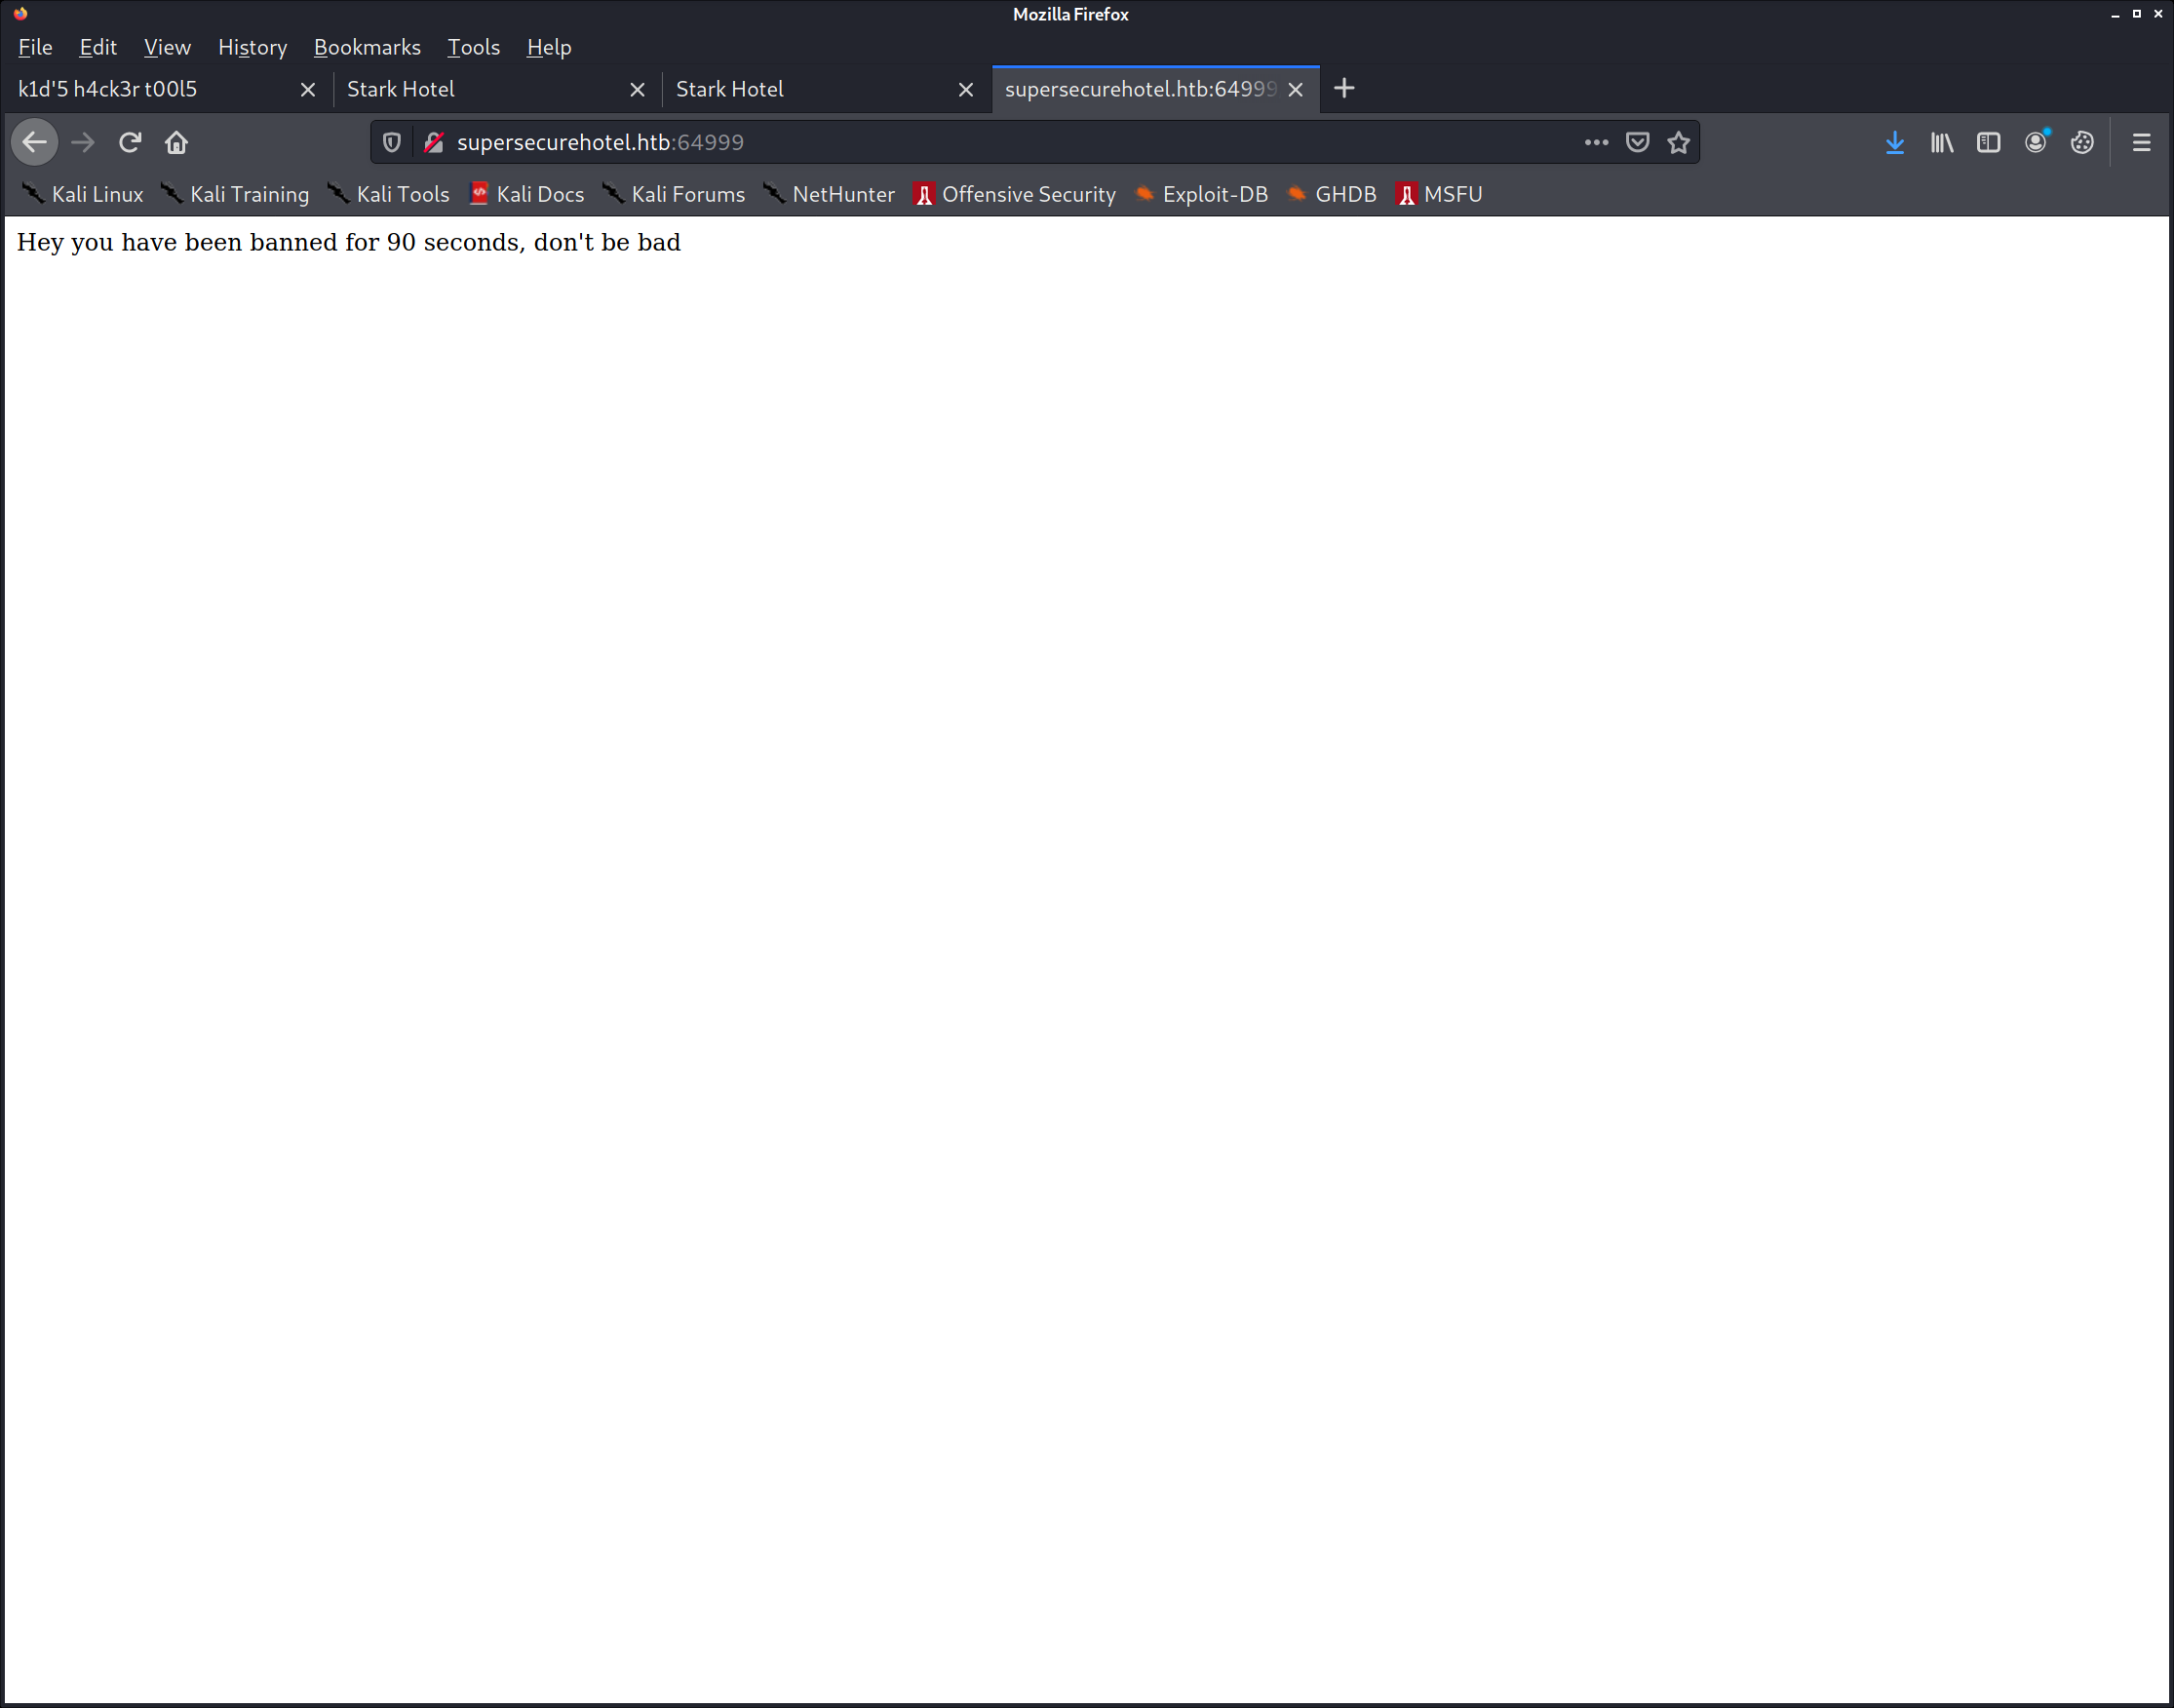 Mozilla Firefox
File Edit View History Bookmarks Tools Help
k1d'5 h4ck3r t00l5 Stark Hotel Stark Hotel supersecurehotel.htb:64999
supersecurehotel.htb:64999
Kali Linux Kali Training Kali Tools Kali Docs Kali Forums NetHunter Offensive Security Exploit-DB GHDB MSFU
Hey you have been banned for 90 seconds, don't be bad